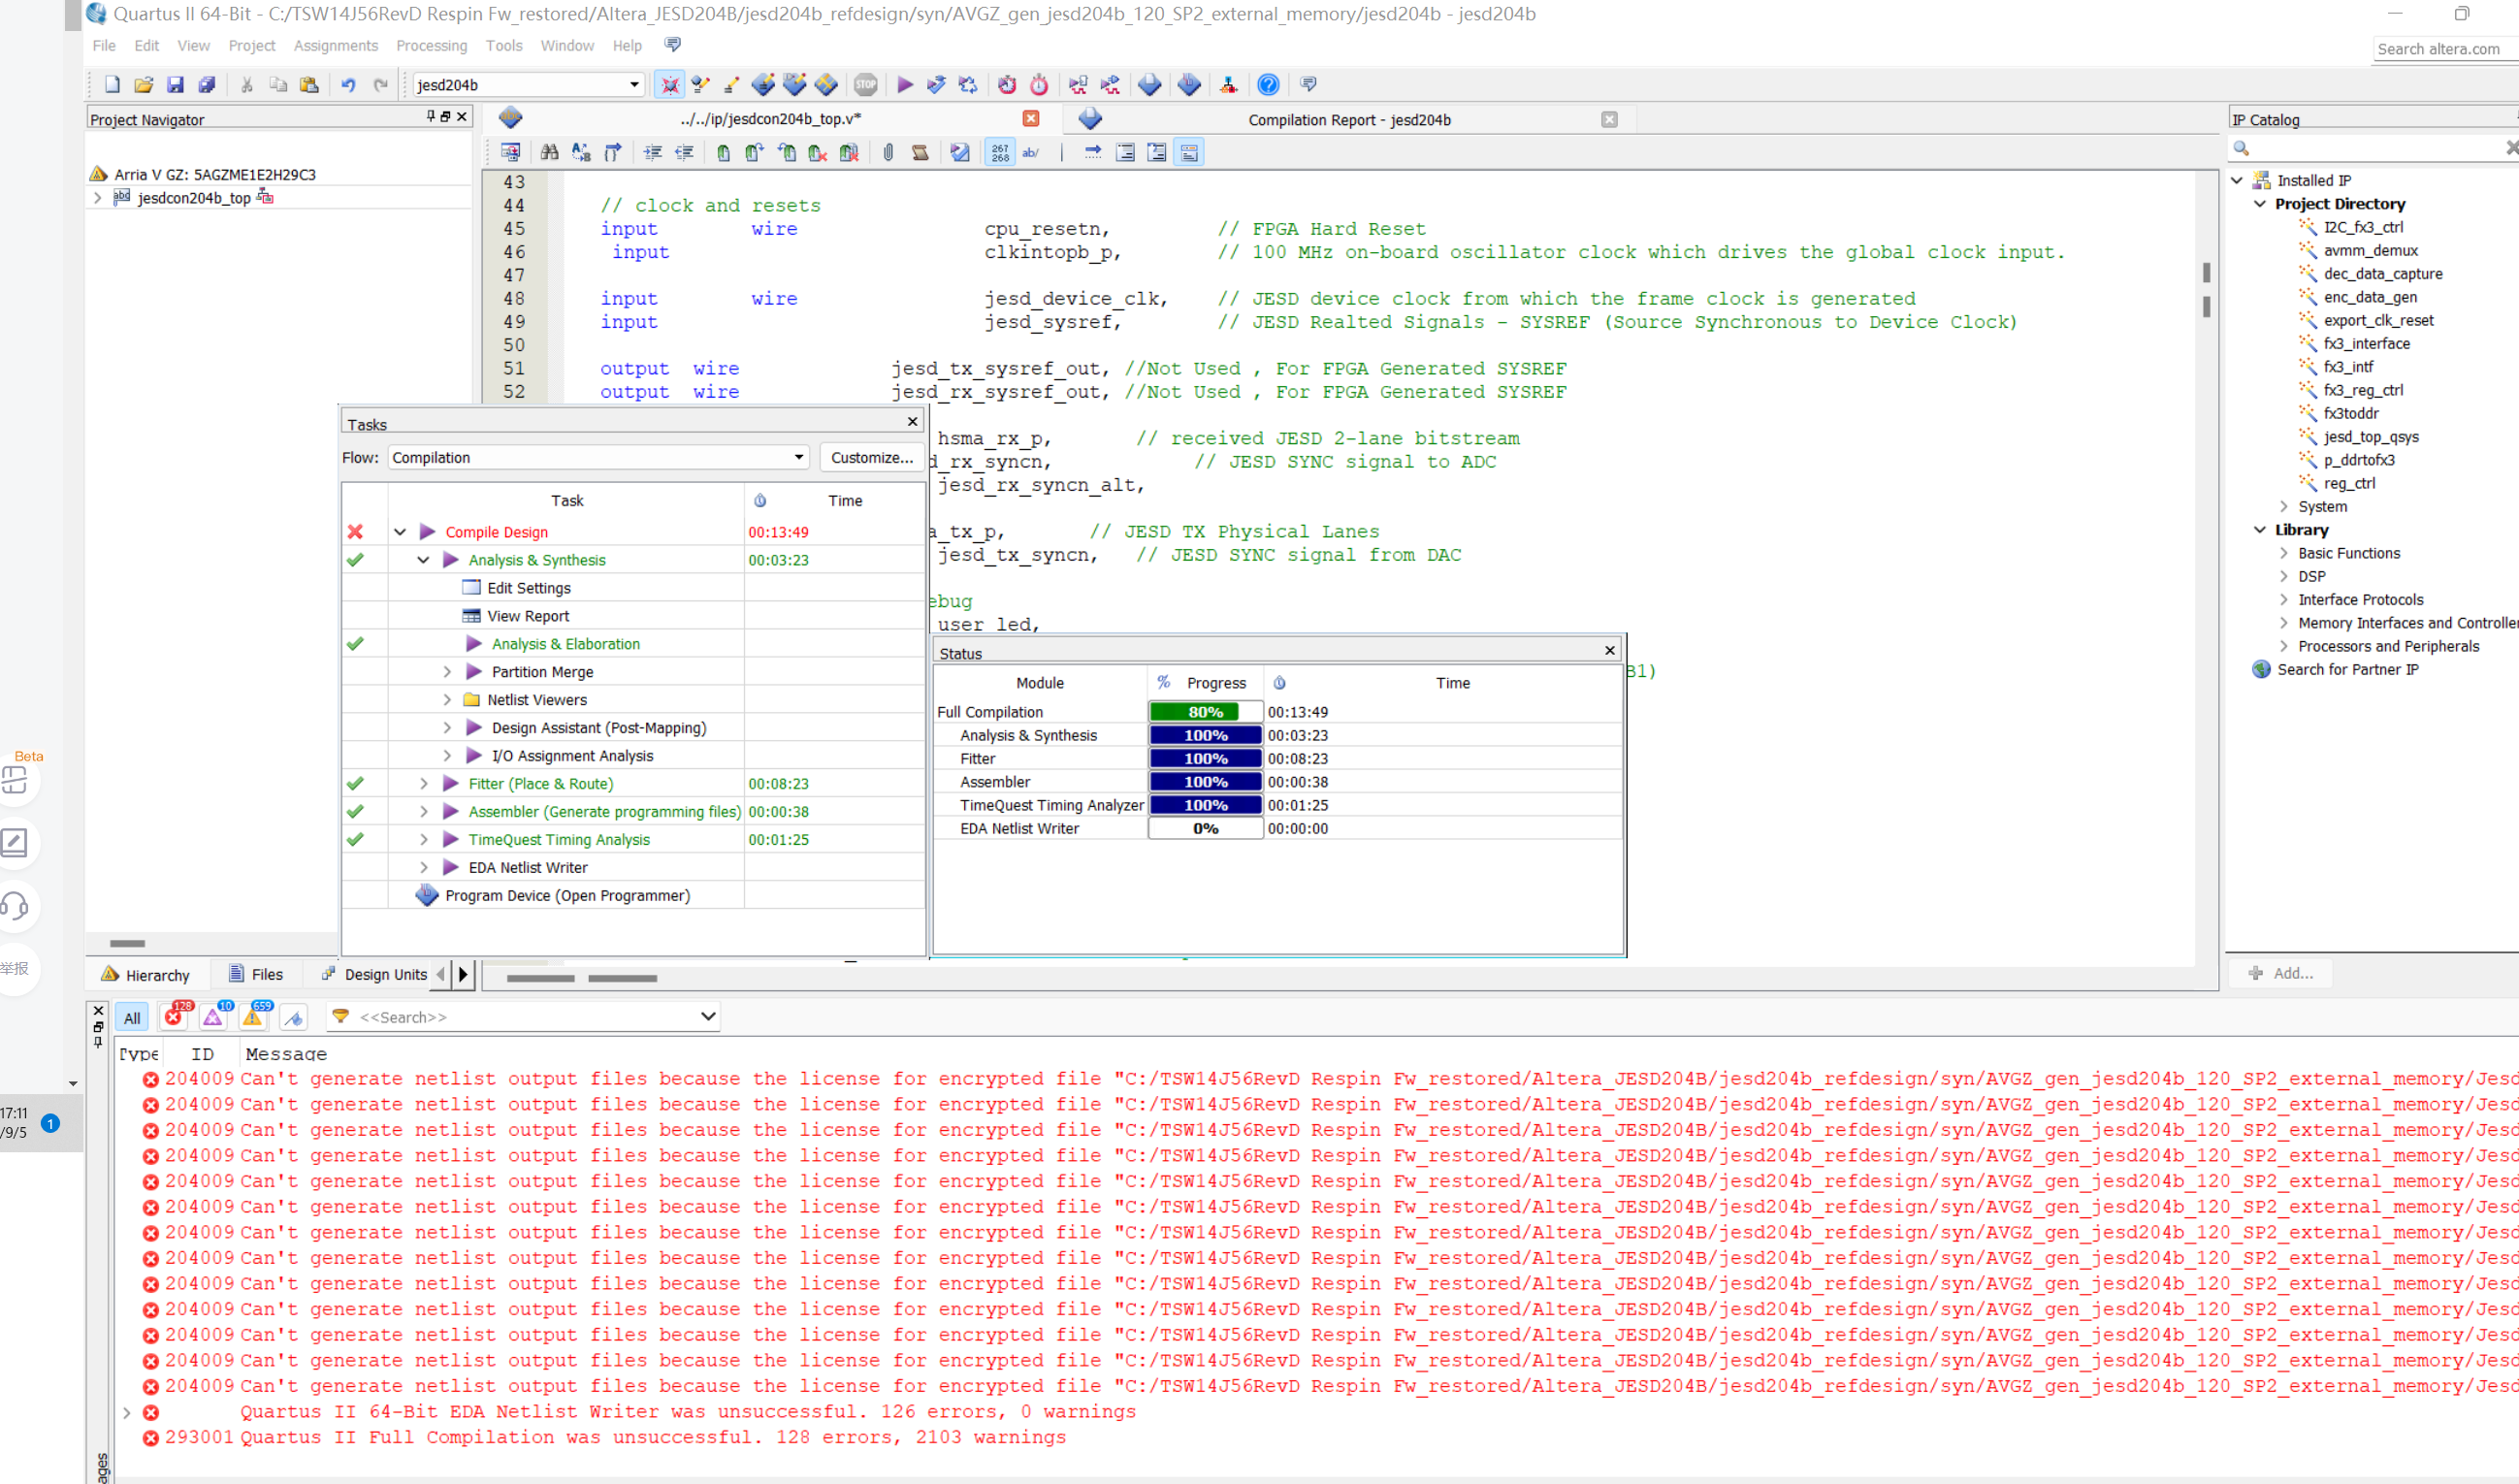 Quartus II 64-Bit - C:/TSW14J56RevD Respin Fw_restored/Altera_JESD204B/jesd204b_refdesign/syn/AVGZ_gen_jesd204b_120_SP2_external_memory/jesd204b - jesd204b
File Edit View Project Assignments Processing Tools Window Help
Search altera.com
jesd204b
STOP
Project Navigator
../../ip/jesdcon204b_top.v*
Compilation Report - jesd204b
IP Catalog
267
268
ab/
Arria V GZ: 5AGZME1E2H29C3
jesdcon204b_top
43
44 // clock and resets
45 input wire cpu_resetn, // FPGA Hard Reset
46 input clkintopb_p, // 100 MHz on-board oscillator clock which drives the global clock input.
47
48 input wire jesd_device_clk, // JESD device clock from which the frame clock is generated
49 input jesd_sysref, // JESD Realted Signals - SYSREF (Source Synchronous to Device Clock)
50
51 output wire jesd_tx_sysref_out, //Not Used , For FPGA Generated SYSREF
52 output wire jesd_rx_sysref_out, //Not Used , For FPGA Generated SYSREF
hsma_rx_p, // received JESD 2-lane bitstream
d_rx_syncn, // JESD SYNC signal to ADC
jesd_rx_syncn_alt,
a_tx_p, // JESD TX Physical Lanes
jesd_tx_syncn, // JESD SYNC signal from DAC
ebug
user_led,
B1)
Installed IP
Project Directory
I2C_fx3_ctrl
avmm_demux
dec_data_capture
enc_data_gen
export_clk_reset
fx3_interface
fx3_intf
fx3_reg_ctrl
fx3toddr
jesd_top_qsys
p_ddrtofx3
reg_ctrl
System
Library
Basic Functions
DSP
Interface Protocols
Memory Interfaces and Controller
Processors and Peripherals
Search for Partner IP
Add...
Tasks
Flow: Compilation Customize...
Task Time
Compile Design 00:13:49
Analysis & Synthesis 00:03:23
Edit Settings
View Report
Analysis & Elaboration
Partition Merge
Netlist Viewers
Design Assistant (Post-Mapping)
I/O Assignment Analysis
Fitter (Place & Route) 00:08:23
Assembler (Generate programming files) 00:00:38
TimeQuest Timing Analysis 00:01:25
EDA Netlist Writer
Program Device (Open Programmer)
Status
Module % Progress Time
Full Compilation 80% 00:13:49
Analysis & Synthesis 100% 00:03:23
Fitter 100% 00:08:23
Assembler 100% 00:00:38
TimeQuest Timing Analyzer 100% 00:01:25
EDA Netlist Writer 0% 00:00:00
Beta
举报
17:11
/9/5
1
Hierarchy Files Design Units
All 128 10 659 <<Search>>
Type ID Message
204009 Can't generate netlist output files because the license for encrypted file "C:/TSW14J56RevD Respin Fw_restored/Altera_JESD204B/jesd204b_refdesign/syn/AVGZ_gen_jesd204b_120_SP2_external_memory/Jesd
204009 Can't generate netlist output files because the license for encrypted file "C:/TSW14J56RevD Respin Fw_restored/Altera_JESD204B/jesd204b_refdesign/syn/AVGZ_gen_jesd204b_120_SP2_external_memory/Jesd
204009 Can't generate netlist output files because the license for encrypted file "C:/TSW14J56RevD Respin Fw_restored/Altera_JESD204B/jesd204b_refdesign/syn/AVGZ_gen_jesd204b_120_SP2_external_memory/Jesd
204009 Can't generate netlist output files because the license for encrypted file "C:/TSW14J56RevD Respin Fw_restored/Altera_JESD204B/jesd204b_refdesign/syn/AVGZ_gen_jesd204b_120_SP2_external_memory/Jesd
204009 Can't generate netlist output files because the license for encrypted file "C:/TSW14J56RevD Respin Fw_restored/Altera_JESD204B/jesd204b_refdesign/syn/AVGZ_gen_jesd204b_120_SP2_external_memory/Jesd
204009 Can't generate netlist output files because the license for encrypted file "C:/TSW14J56RevD Respin Fw_restored/Altera_JESD204B/jesd204b_refdesign/syn/AVGZ_gen_jesd204b_120_SP2_external_memory/Jesd
204009 Can't generate netlist output files because the license for encrypted file "C:/TSW14J56RevD Respin Fw_restored/Altera_JESD204B/jesd204b_refdesign/syn/AVGZ_gen_jesd204b_120_SP2_external_memory/Jesd
204009 Can't generate netlist output files because the license for encrypted file "C:/TSW14J56RevD Respin Fw_restored/Altera_JESD204B/jesd204b_refdesign/syn/AVGZ_gen_jesd204b_120_SP2_external_memory/Jesd
204009 Can't generate netlist output files because the license for encrypted file "C:/TSW14J56RevD Respin Fw_restored/Altera_JESD204B/jesd204b_refdesign/syn/AVGZ_gen_jesd204b_120_SP2_external_memory/Jesd
204009 Can't generate netlist output files because the license for encrypted file "C:/TSW14J56RevD Respin Fw_restored/Altera_JESD204B/jesd204b_refdesign/syn/AVGZ_gen_jesd204b_120_SP2_external_memory/Jesd
204009 Can't generate netlist output files because the license for encrypted file "C:/TSW14J56RevD Respin Fw_restored/Altera_JESD204B/jesd204b_refdesign/syn/AVGZ_gen_jesd204b_120_SP2_external_memory/Jesd
204009 Can't generate netlist output files because the license for encrypted file "C:/TSW14J56RevD Respin Fw_restored/Altera_JESD204B/jesd204b_refdesign/syn/AVGZ_gen_jesd204b_120_SP2_external_memory/Jesd
204009 Can't generate netlist output files because the license for encrypted file "C:/TSW14J56RevD Respin Fw_restored/Altera_JESD204B/jesd204b_refdesign/syn/AVGZ_gen_jesd204b_120_SP2_external_memory/Jesd
Quartus II 64-Bit EDA Netlist Writer was unsuccessful. 126 errors, 0 warnings
293001 Quartus II Full Compilation was unsuccessful. 128 errors, 2103 warnings
ages